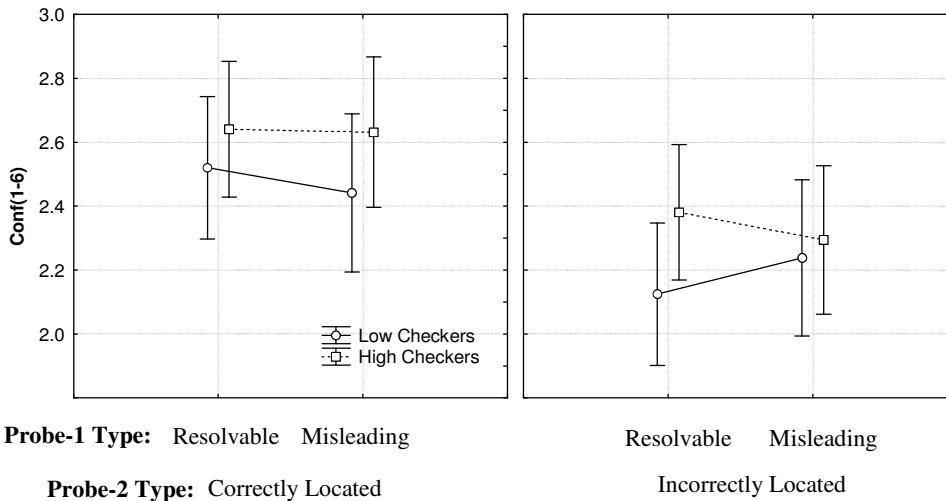 3.0
2.8
2.6
2.4
2.2
2.0
Conf(1-6)
Low Checkers
High Checkers
Probe-1 Type: Resolvable Misleading Resolvable Misleading
Probe-2 Type: Correctly Located Incorrectly Located